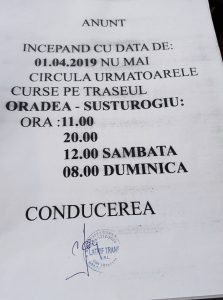 ANUNT
INCEPAND CU DATA DE:
01.04.2019 NU MAI
CIRCULA URMATOARELE
CURSE PE TRASEUL
ORADEA - SUSTUROGIU:
ORA :11.00
20.00
12.00 SAMBATA
08.00 DUMINICA
CONDUCEREA